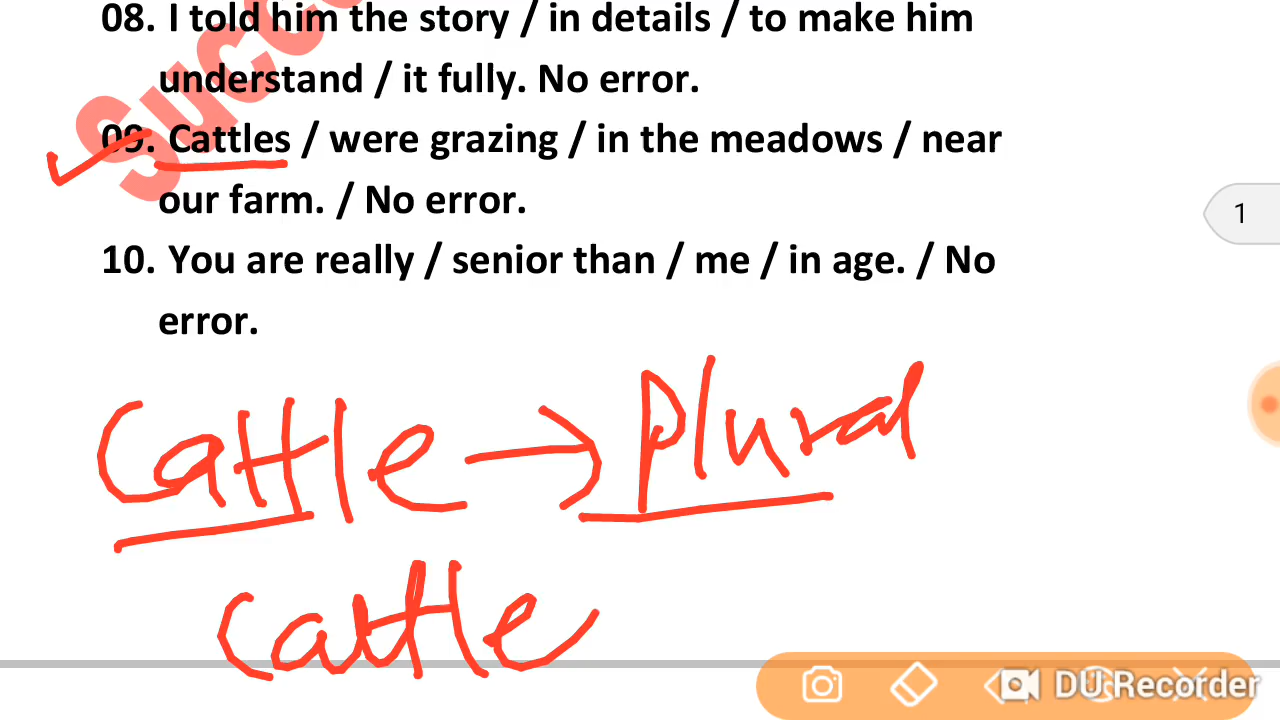 08. I told him the story / in details / to make him
understand / it fully. No error.
09. Cattles / were grazing / in the meadows / near
our farm. / No error.
10. You are really / senior than / me / in age. / No
error.
Cattle → Plural
Cattle
Succe
1
DU Recorder